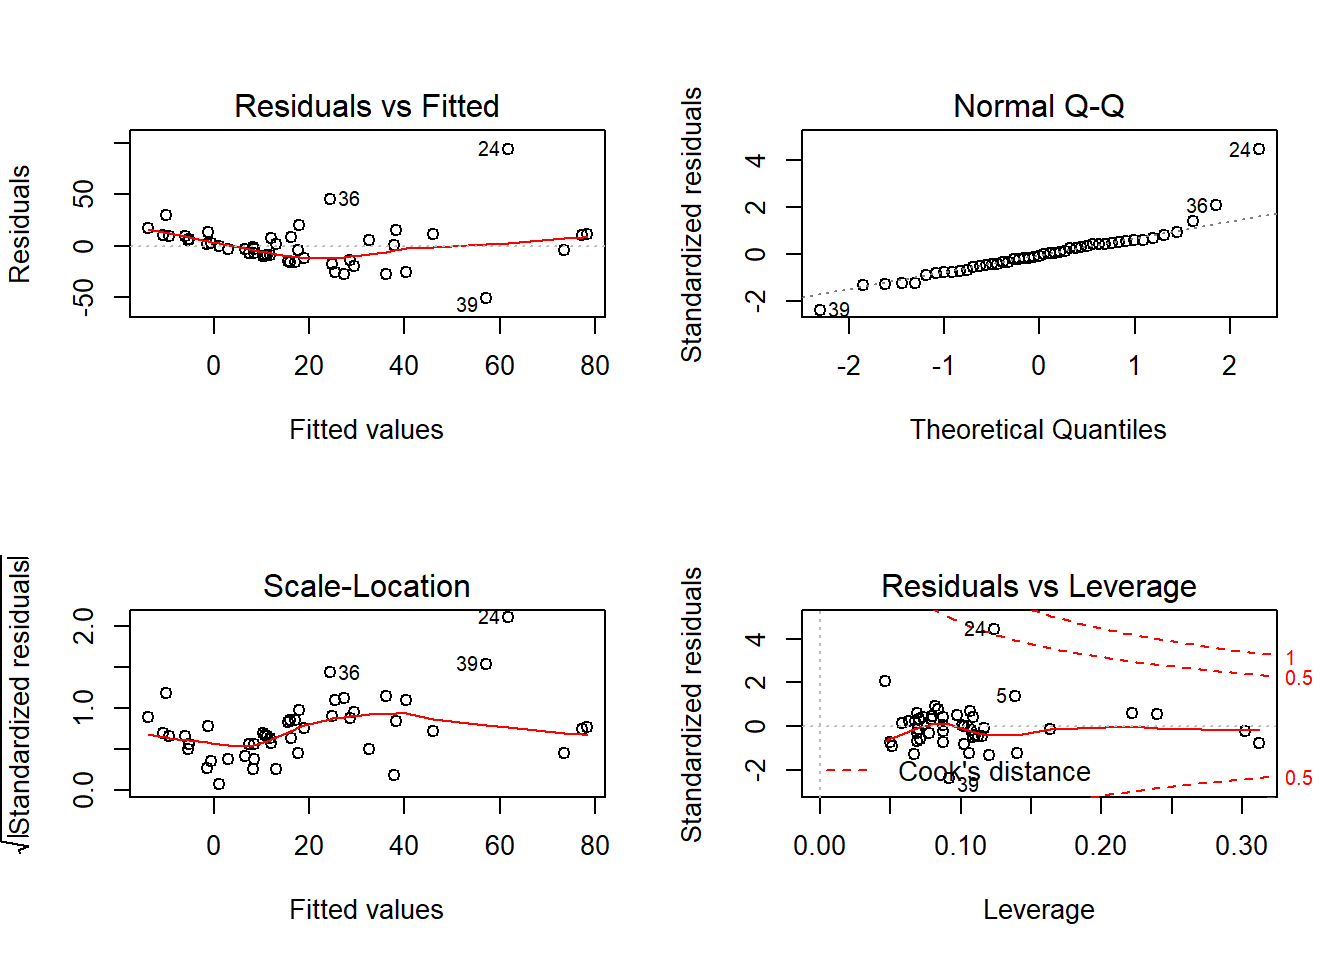 Residuals vs Fitted
Residuals
50
0
-50
24
36
39
0 20 40 60 80
Fitted values
Normal Q-Q
Standardized residuals
4
2
0
-2
24
36
39
-2 -1 0 1 2
Theoretical Quantiles
Scale-Location
√|Standardized residuals|
2.0
1.0
0.0
24
39
36
0 20 40 60 80
Fitted values
Residuals vs Leverage
Standardized residuals
4
2
0
-2
24
5
39
1
0.5
0.5
Cook's distance
0.00 0.10 0.20 0.30
Leverage